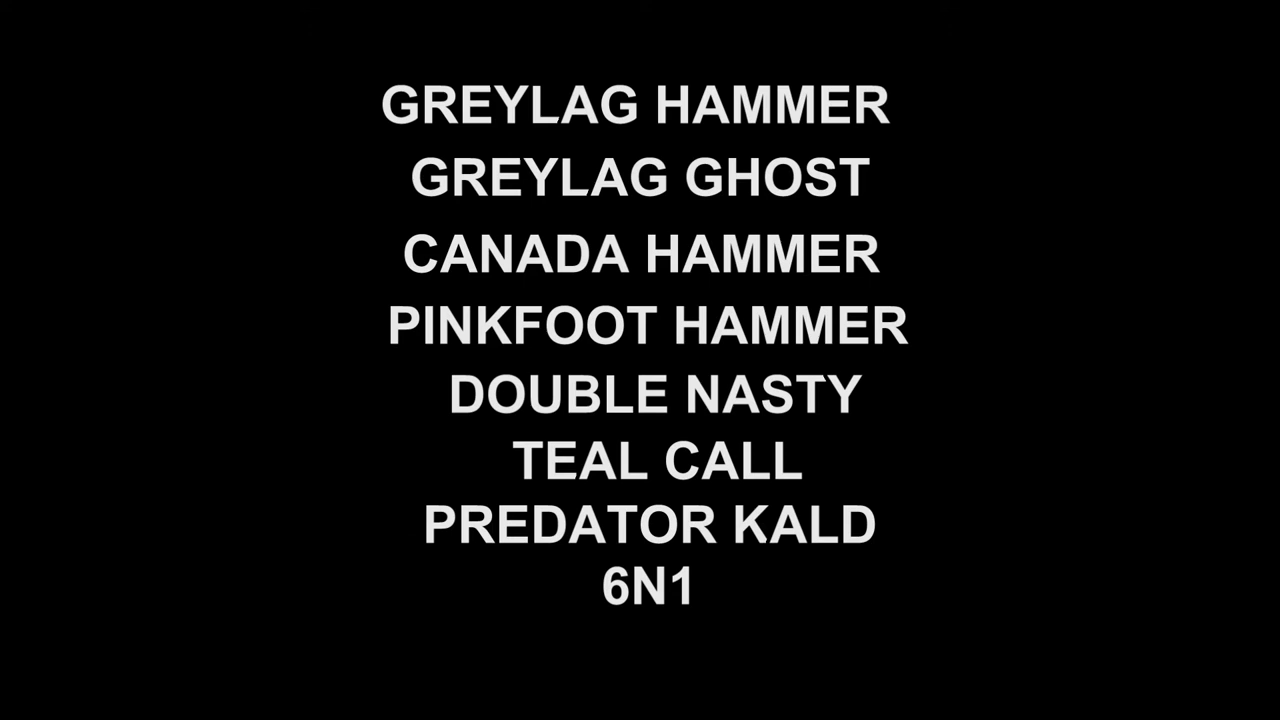 GREYLAG HAMMER
GREYLAG GHOST
CANADA HAMMER
PINKFOOT HAMMER
DOUBLE NASTY
TEAL CALL
PREDATOR KALD
6N1